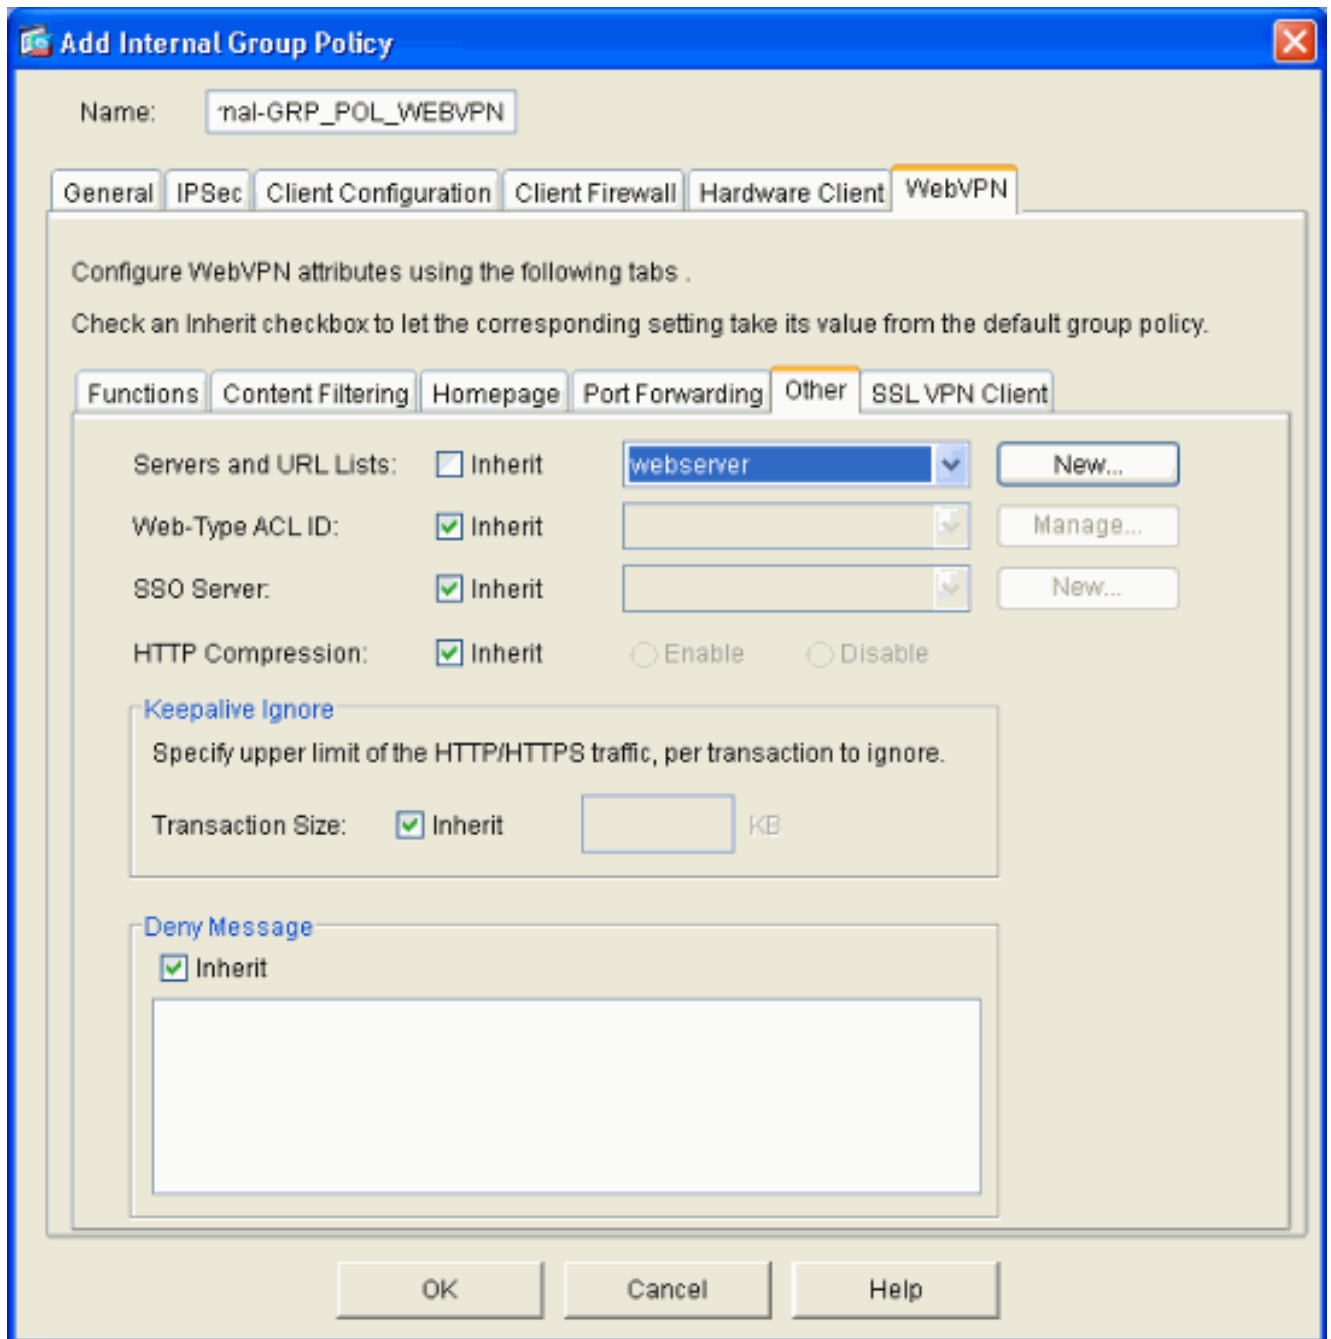 Add Internal Group Policy
Name: rnal-GRP_POL_WEBVPN
General IPSec Client Configuration Client Firewall Hardware Client WebVPN
Configure WebVPN attributes using the following tabs .
Check an Inherit checkbox to let the corresponding setting take its value from the default group policy.
Functions Content Filtering Homepage Port Forwarding Other SSL VPN Client
Servers and URL Lists: Inherit webserver New...
Web-Type ACL ID: Inherit Manage...
SSO Server: Inherit New...
HTTP Compression: Inherit Enable Disable
Keepalive Ignore
Specify upper limit of the HTTP/HTTPS traffic, per transaction to ignore.
Transaction Size: Inherit KB
Deny Message
Inherit
OK Cancel Help